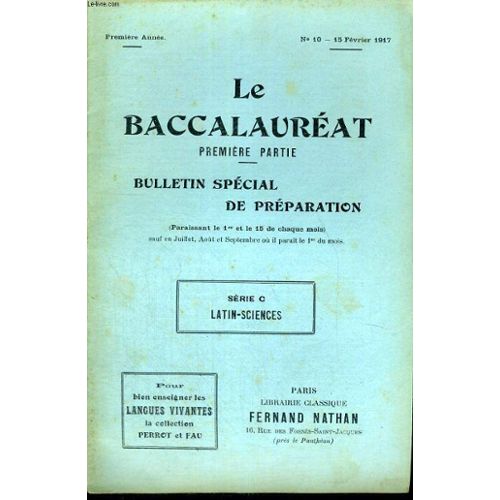 Le-livre.com
Première Année.
No 10 – 15 Février 1917
Le
BACCALAURÉAT
PREMIÈRE PARTIE
BULLETIN SPÉCIAL
DE PRÉPARATION
(Paraissant le 1er et le 15 de chaque mois)
sauf en Juillet, Août et Septembre où il paraît le 1er du mois.
SÉRIE C
LATIN-SCIENCES
Pour
bien enseigner les
LANGUES VIVANTES
la collection
PERROT et FAU
PARIS
LIBRAIRIE CLASSIQUE
FERNAND NATHAN
16, Rue des Fossés-Saint-Jacques
(près le Panthéon)